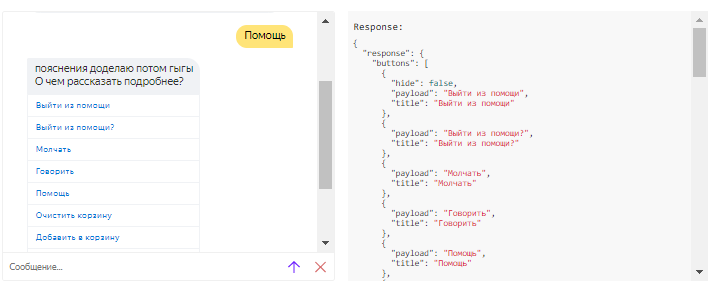 Помощь
пояснения доделаю потом гыгы
О чем рассказать подробнее?
Выйти из помощи
Выйти из помощи?
Молчать
Говорить
Помощь
Очистить корзину
Добавить в корзину
Сообщение...
Response:
{
"response": {
"buttons": [
{
"hide": false,
"payload": "Выйти из помощи",
"title": "Выйти из помощи"
},
{
"payload": "Выйти из помощи?",
"title": "Выйти из помощи?"
},
{
"payload": "Молчать",
"title": "Молчать"
},
{
"payload": "Говорить",
"title": "Говорить"
},
{
"payload": "Помощь",
"title": "Помощь"
},